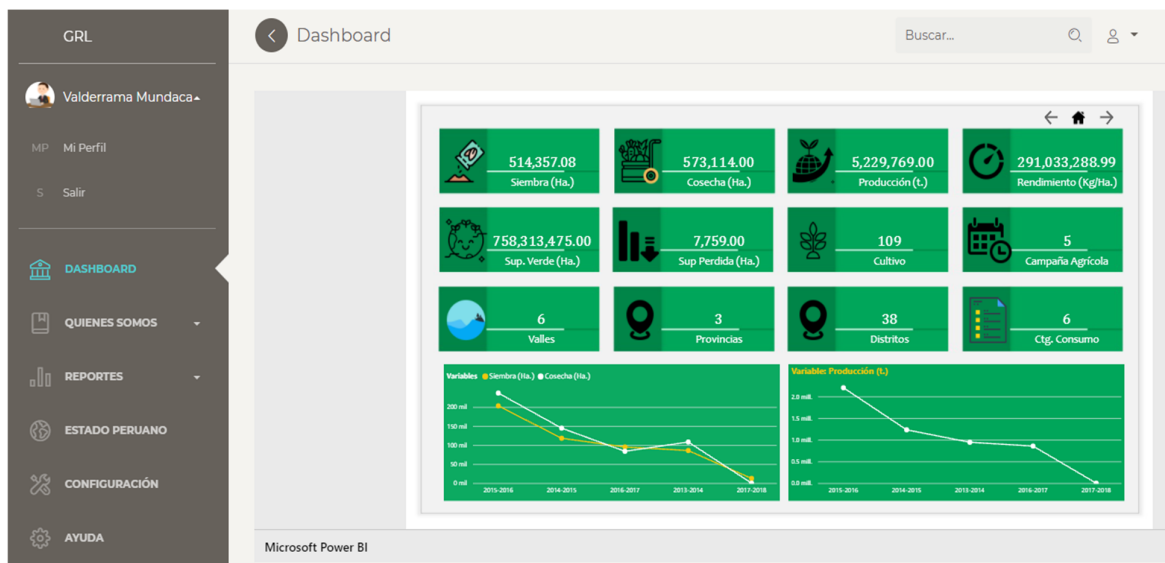 GRL
Dashboard
Buscar...
Valderrama Mundaca
MP Mi Perfil
S Salir
DASHBOARD
QUIENES SOMOS
REPORTES
ESTADO PERUANO
CONFIGURACIÓN
AYUDA
514,357.08
Siembra (Ha.)
573,114.00
Cosecha (Ha.)
5,229,769.00
Producción (t.)
291,033,288.99
Rendimiento (Kg/Ha.)
758,313,475.00
Sup. Verde (Ha.)
7,759.00
Sup Perdida (Ha.)
109
Cultivo
5
Campaña Agrícola
6
Valles
3
Provincias
38
Distritos
6
Ctg. Consumo
Variables Siembra (Ha.) Cosecha (Ha.)
200 mil
150 mil
100 mil
50 mil
0 mil
2015-2016 2014-2015 2016-2017 2013-2014 2017-2018
Variable: Producción (t.)
2.0 mill.
1.5 mill.
1.0 mill.
0.5 mill.
0.0 mill.
2015-2016 2014-2015 2013-2014 2016-2017 2017-2018
Microsoft Power BI